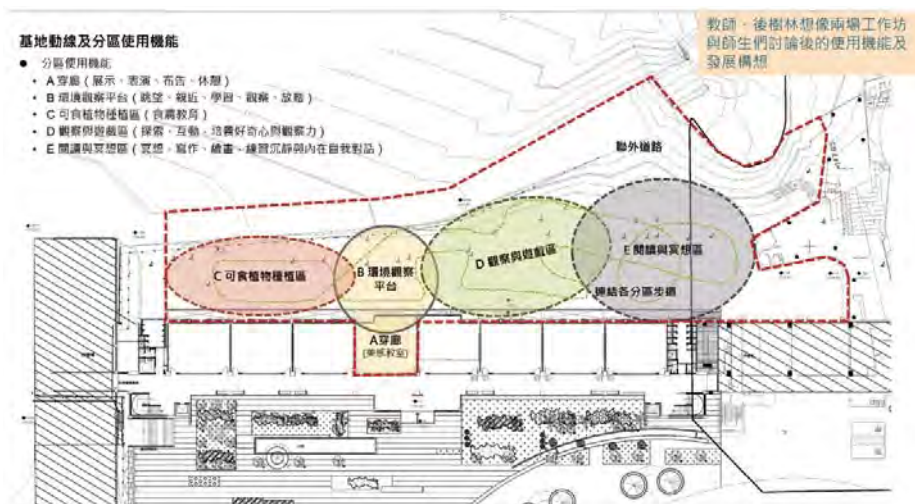 基地動線及分區使用機能
● 分區使用機能
• A 穿廊（展示、表演、布告、休憩）
• B 環境觀察平台（眺望、親近、學習、觀察、放鬆）
• C 可食植物種植區（食農教育）
• D 觀察與遊戲區（探索、互動、培養好奇心與觀察力）
• E 閱讀與冥想區（冥想、寫作、繪畫、練習沉靜與內在自我對話）
教師、後樹林想像兩場工作坊
與師生們討論後的使用機能及
發展構想
聯外道路
C 可食植物種植區
B 環境觀察
平台
D 觀察與遊戲區
E 閱讀與冥想區
連結各分區步道
A穿廊
[美感教室]